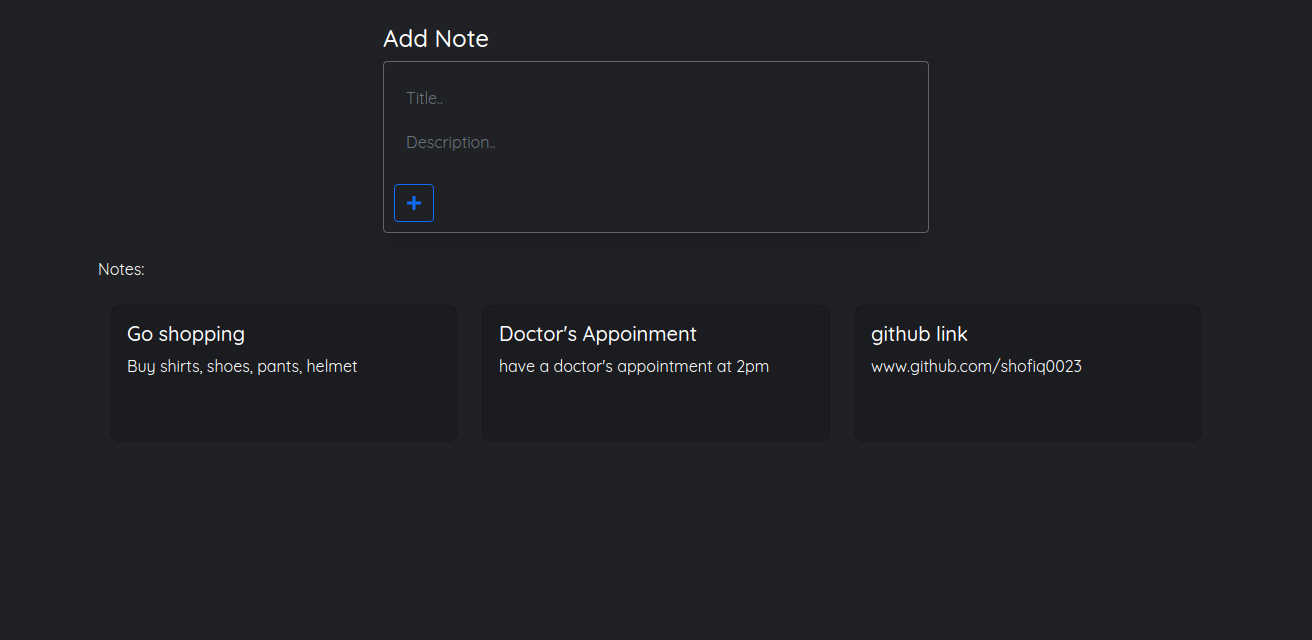 Add Note
Title..
Description..
Notes:
Go shopping
Buy shirts, shoes, pants, helmet
Doctor's Appoinment
have a doctor's appointment at 2pm
github link
www.github.com/shofiq0023